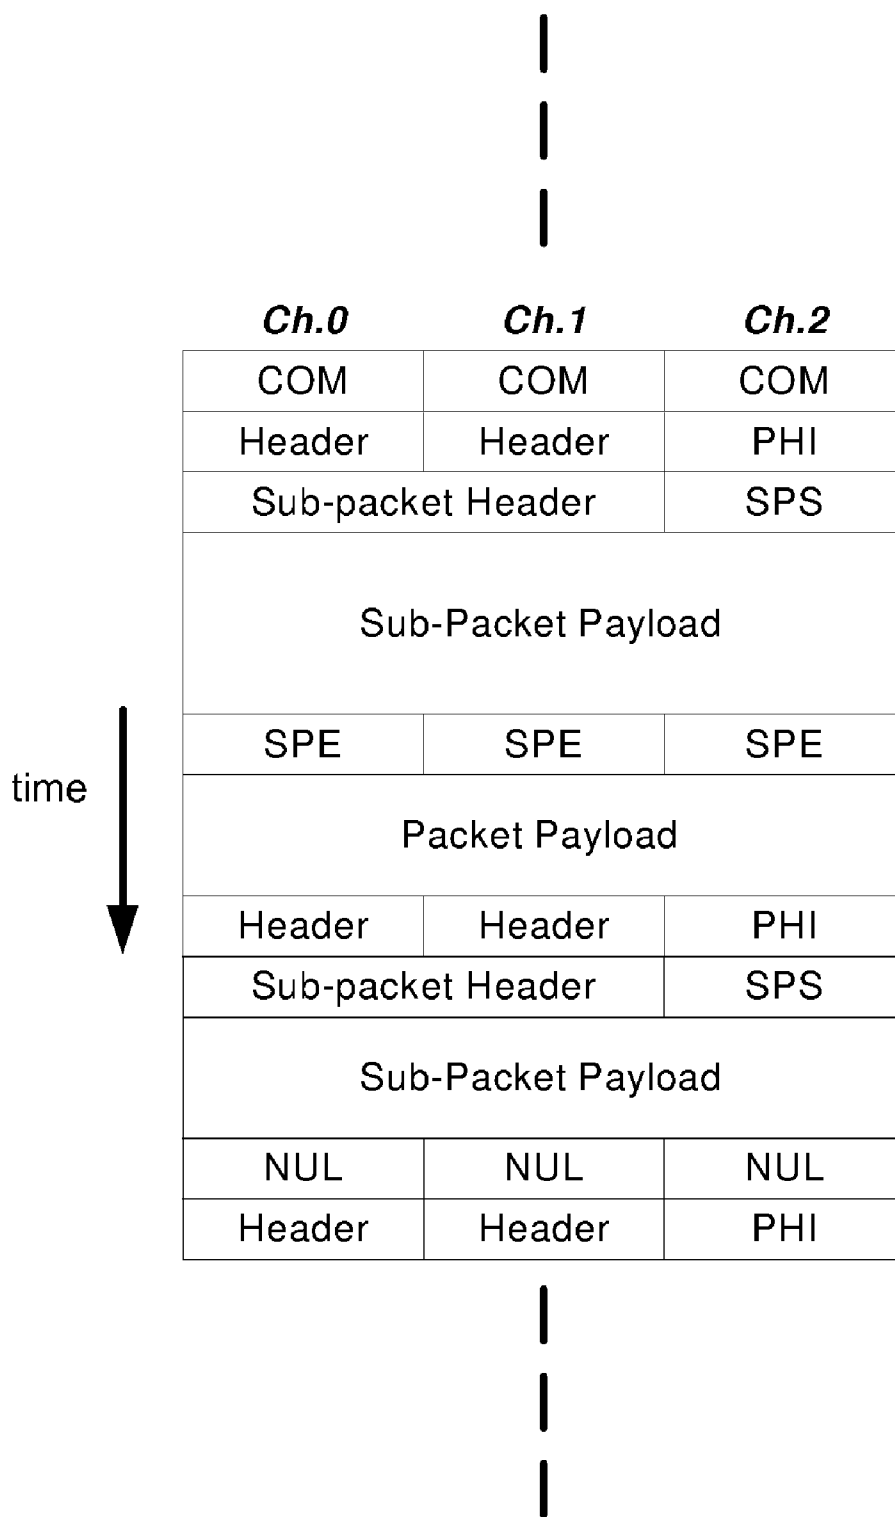 Ch.0 Ch.1 Ch.2
COM COM COM
Header Header PHI
Sub-packet Header SPS
Sub-Packet Payload
SPE SPE SPE
time
Packet Payload
Header Header PHI
Sub-packet Header SPS
Sub-Packet Payload
NUL NUL NUL
Header Header PHI